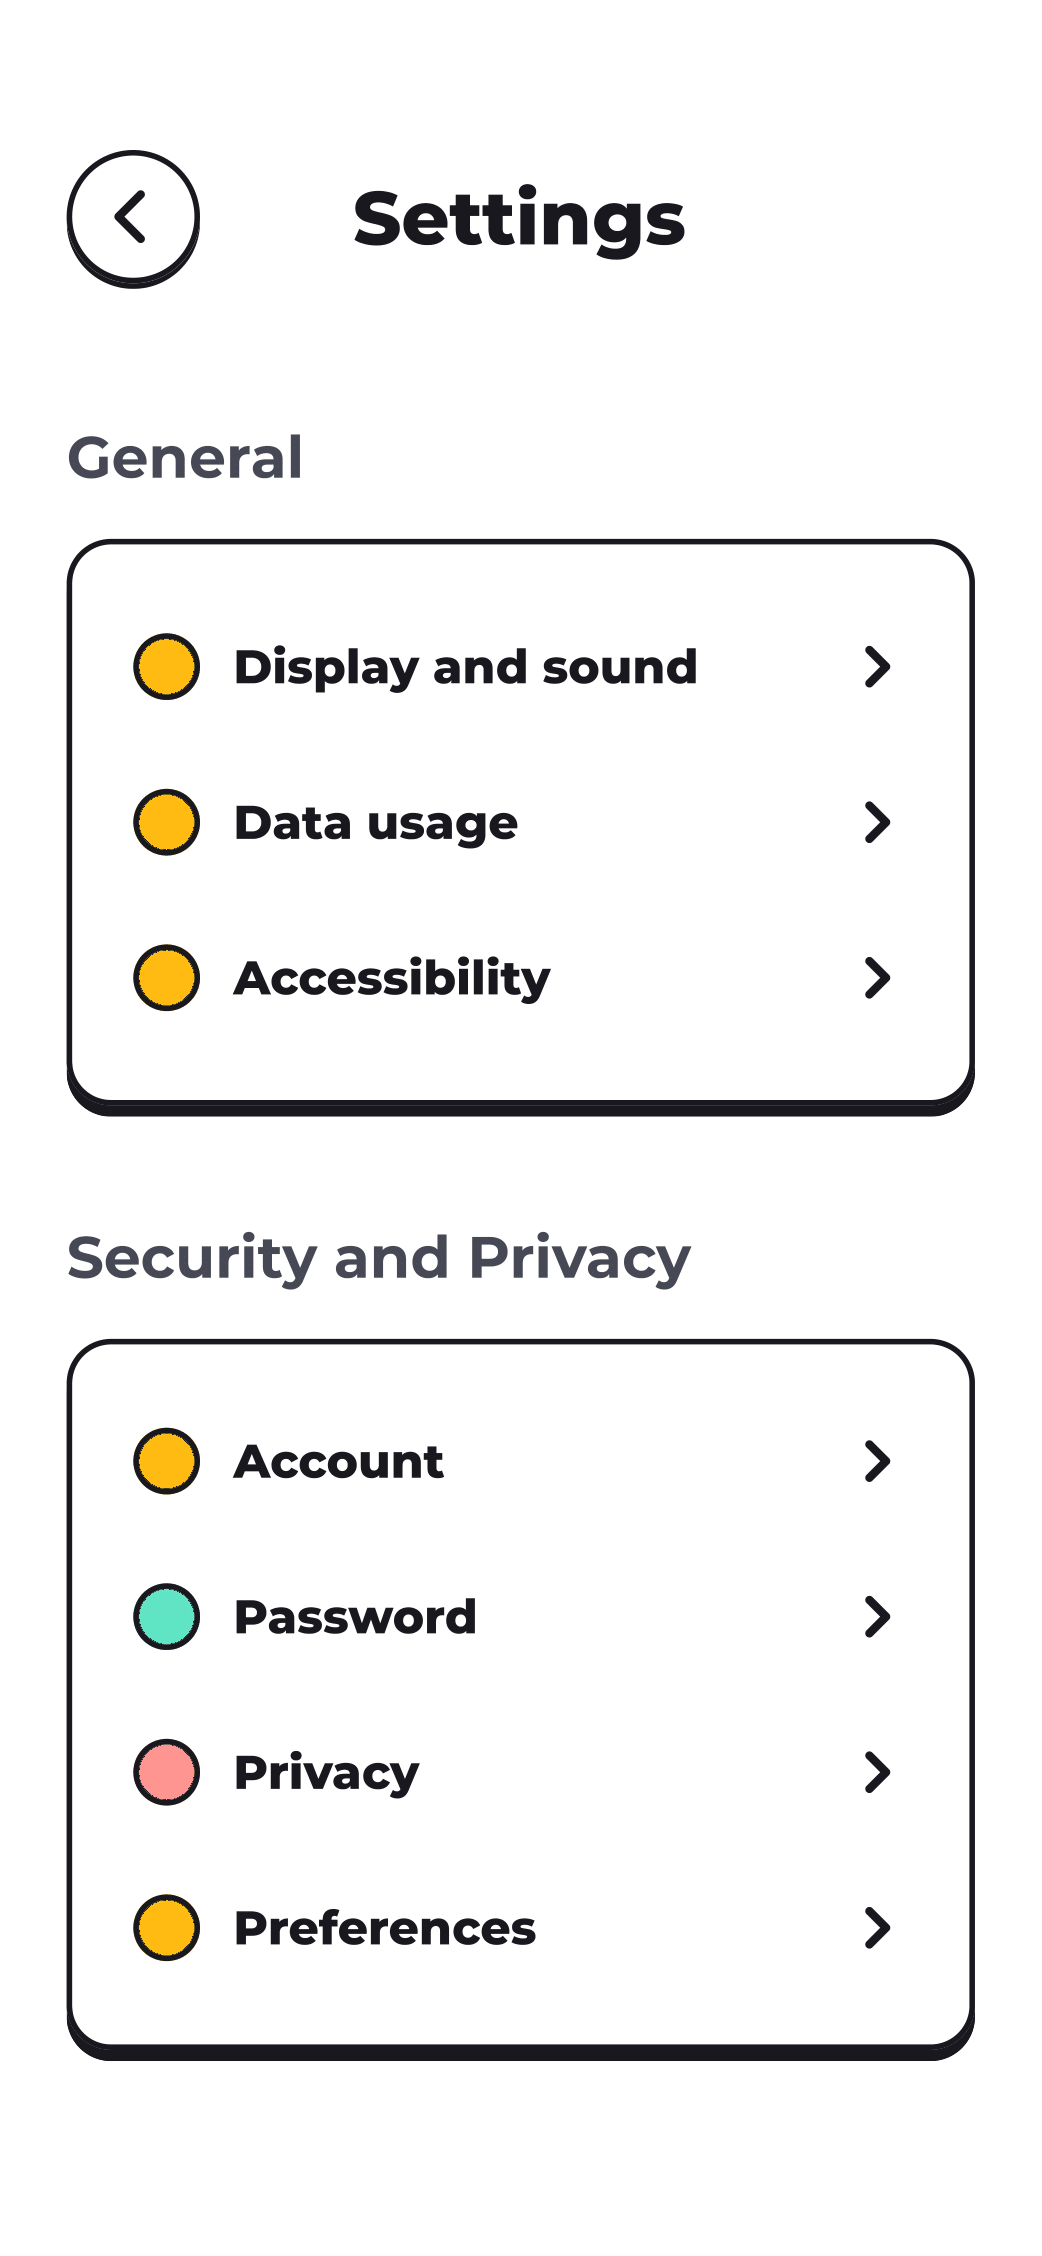 Settings
General
Display and sound
Data usage
Accessibility
Security and Privacy
Account
Password
Privacy
Preferences